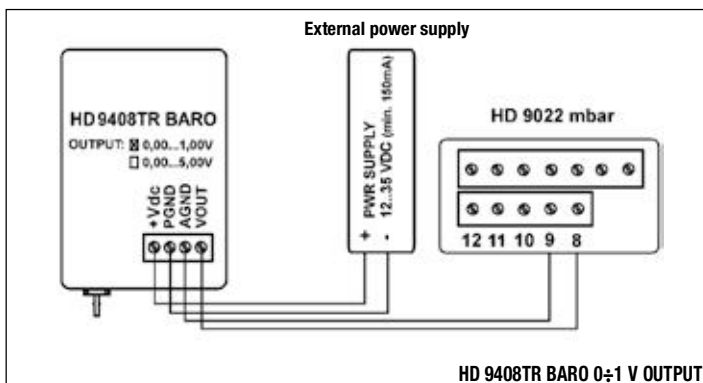 External power supply
HD 9408TR BARO
OUTPUT: ☒ 0,00...1,00V
☐ 0,00...5,00V
+Vdc
PGND
AGND
VOUT
PWR SUPPLY
12...35 VDC (min. 150mA)
+ -
HD 9022 mbar
12 11 10 9 8
HD 9408TR BARO 0÷1 V OUTPUT